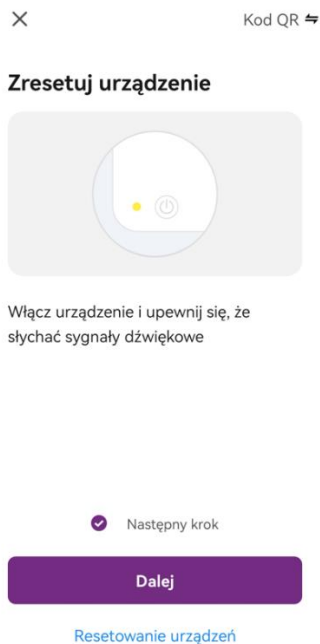 Kod QR
Zresetuj urządzenie
Włącz urządzenie i upewnij się, że
słychać sygnały dźwiękowe
Następny krok
Dalej
Resetowanie urządzeń